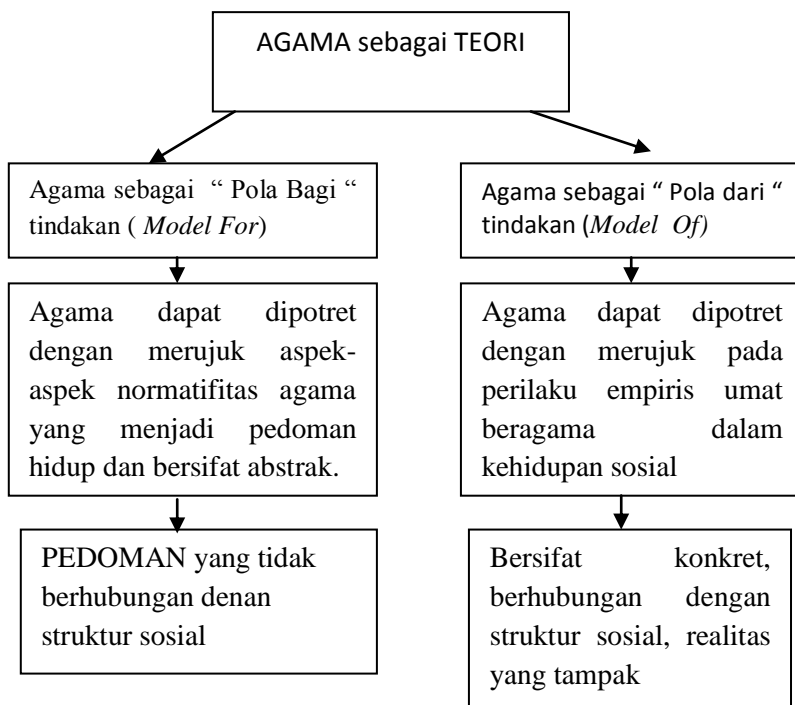 AGAMA sebagai TEORI
Agama sebagai “ Pola Bagi “
tindakan ( Model For)
Agama sebagai “ Pola dari “
tindakan (Model Of)
Agama dapat dipotret
dengan merujuk aspek-
aspek normatifitas agama
yang menjadi pedoman
hidup dan bersifat abstrak.
Agama dapat dipotret
dengan merujuk pada
perilaku empiris umat
beragama dalam
kehidupan sosial
PEDOMAN yang tidak
berhubungan denan
struktur sosial
Bersifat konkret,
berhubungan dengan
struktur sosial, realitas
yang tampak